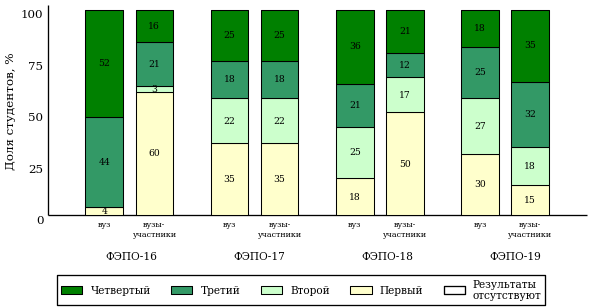 100
75
50
25
0
Доля студентов, %
52
44
4
16
21
3
60
25
18
22
35
25
18
22
35
36
21
25
18
21
12
17
50
18
25
27
30
35
32
18
15
вуз
вузы-
участники
вуз
вузы-
участники
вуз
вузы-
участники
вуз
вузы-
участники
ФЭПО-16 ФЭПО-17 ФЭПО-18 ФЭПО-19
Четвертый Третий Второй Первый Результаты
отсутствуют